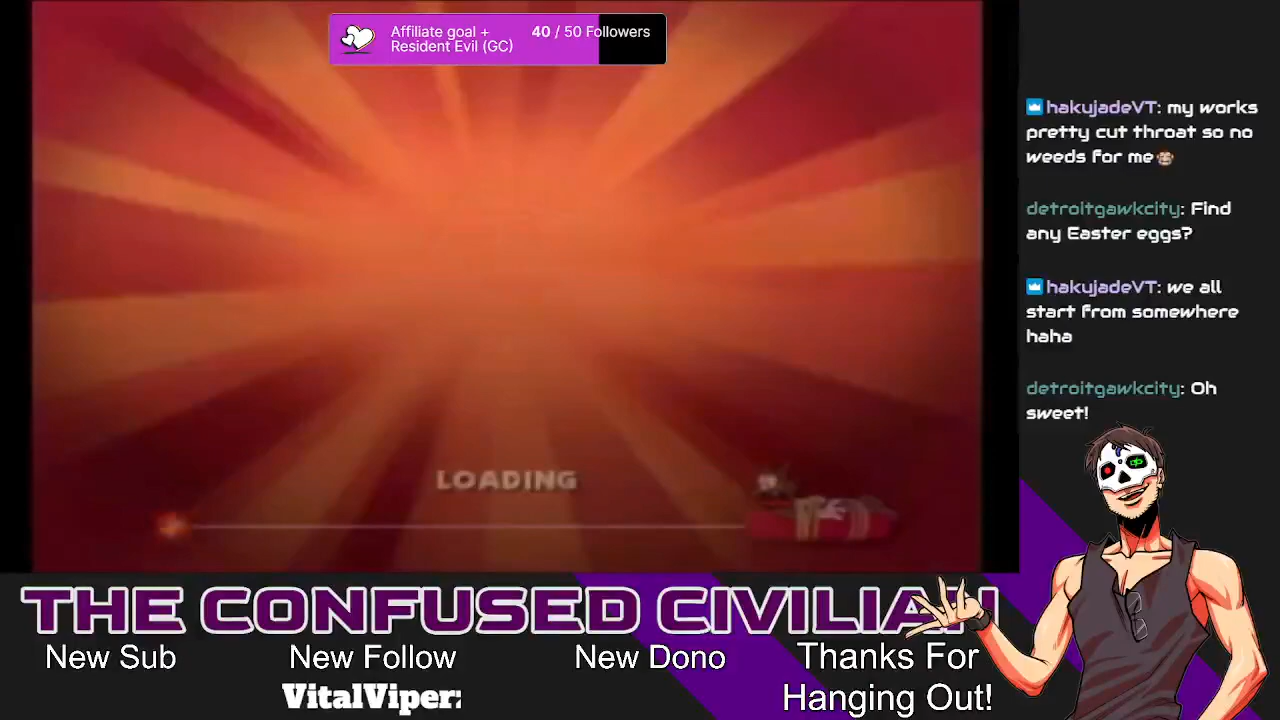 Affiliate goal +
Resident Evil (GC)
40 / 50 Followers
hakujadeVT: my works
pretty cut throat so no
weeds for me
detroitgawkcity: Find
any Easter eggs?
hakujadeVT: we all
start from somewhere
haha
detroitgawkcity: Oh
sweet!
LOADING
THE CONFUSED CIVILIAN
New Sub
New Follow
New Dono
Thanks For
Hanging Out!
VitalViper